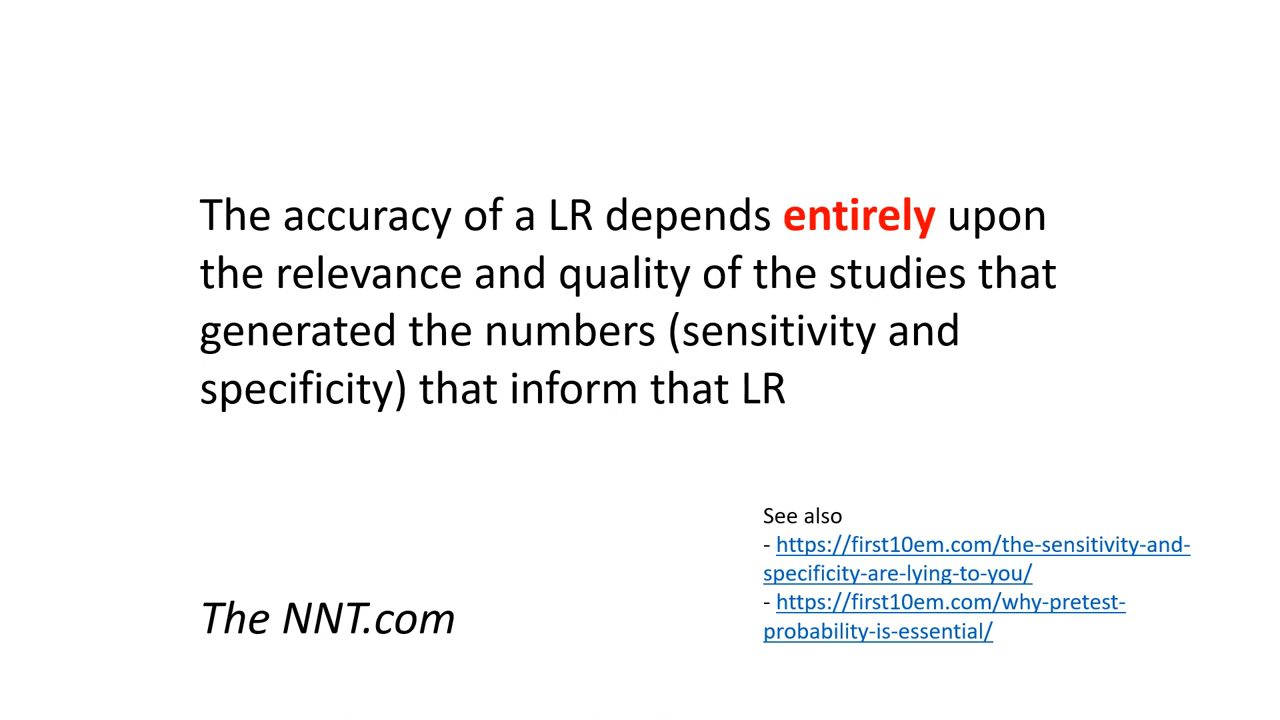 The accuracy of a LR depends entirely upon
the relevance and quality of the studies that
generated the numbers (sensitivity and
specificity) that inform that LR
See also
- https://first10em.com/the-sensitivity-and-
specificity-are-lying-to-you/
- https://first10em.com/why-pretest-
probability-is-essential/
The NNT.com